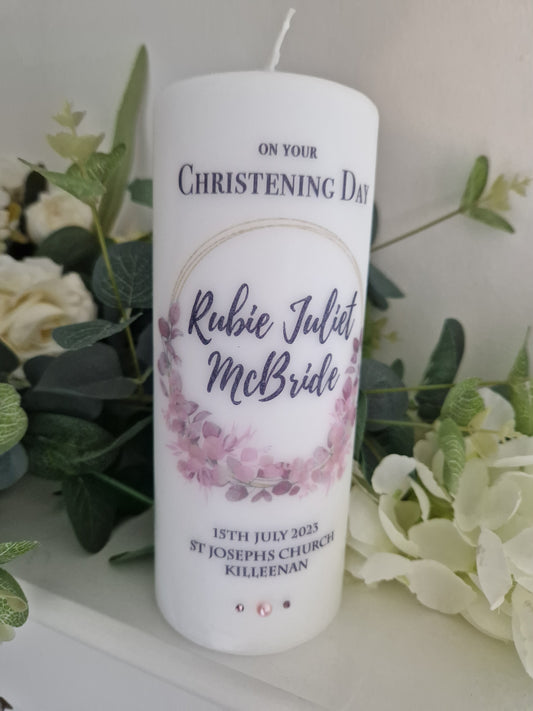 ON YOUR
CHRISTENING DAY
Rubie Juliet
McBride
15TH JULY 2023
ST JOSEPHS CHURCH
KILLEENAN